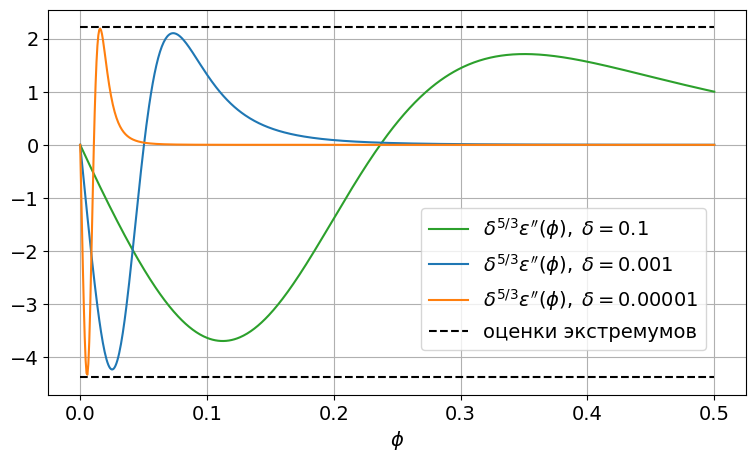 2
1
0
−1
−2
−3
−4
δ^{5/3}ε''(ϕ), δ = 0.1
δ^{5/3}ε''(ϕ), δ = 0.001
δ^{5/3}ε''(ϕ), δ = 0.00001
оценки экстремумов
0.0 0.1 0.2 0.3 0.4 0.5
ϕ